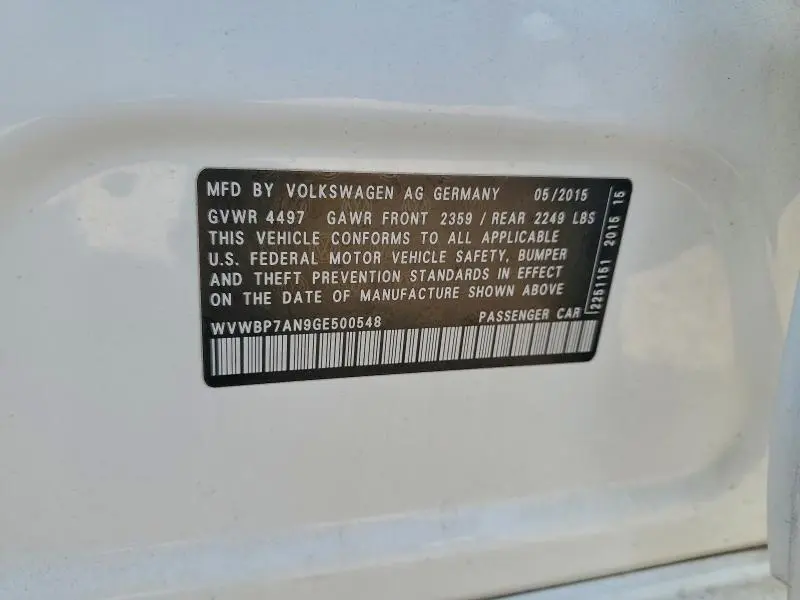 MFD BY VOLKSWAGEN AG GERMANY 05/2015
GVWR 4497 GAWR FRONT 2359 / REAR 2249 LBS
THIS VEHICLE CONFORMS TO ALL APPLICABLE
U.S. FEDERAL MOTOR VEHICLE SAFETY, BUMPER
AND THEFT PREVENTION STANDARDS IN EFFECT
ON THE DATE OF MANUFACTURE SHOWN ABOVE
WVWBP7AN9GE500548 PASSENGER CAR
2251151 2015 15